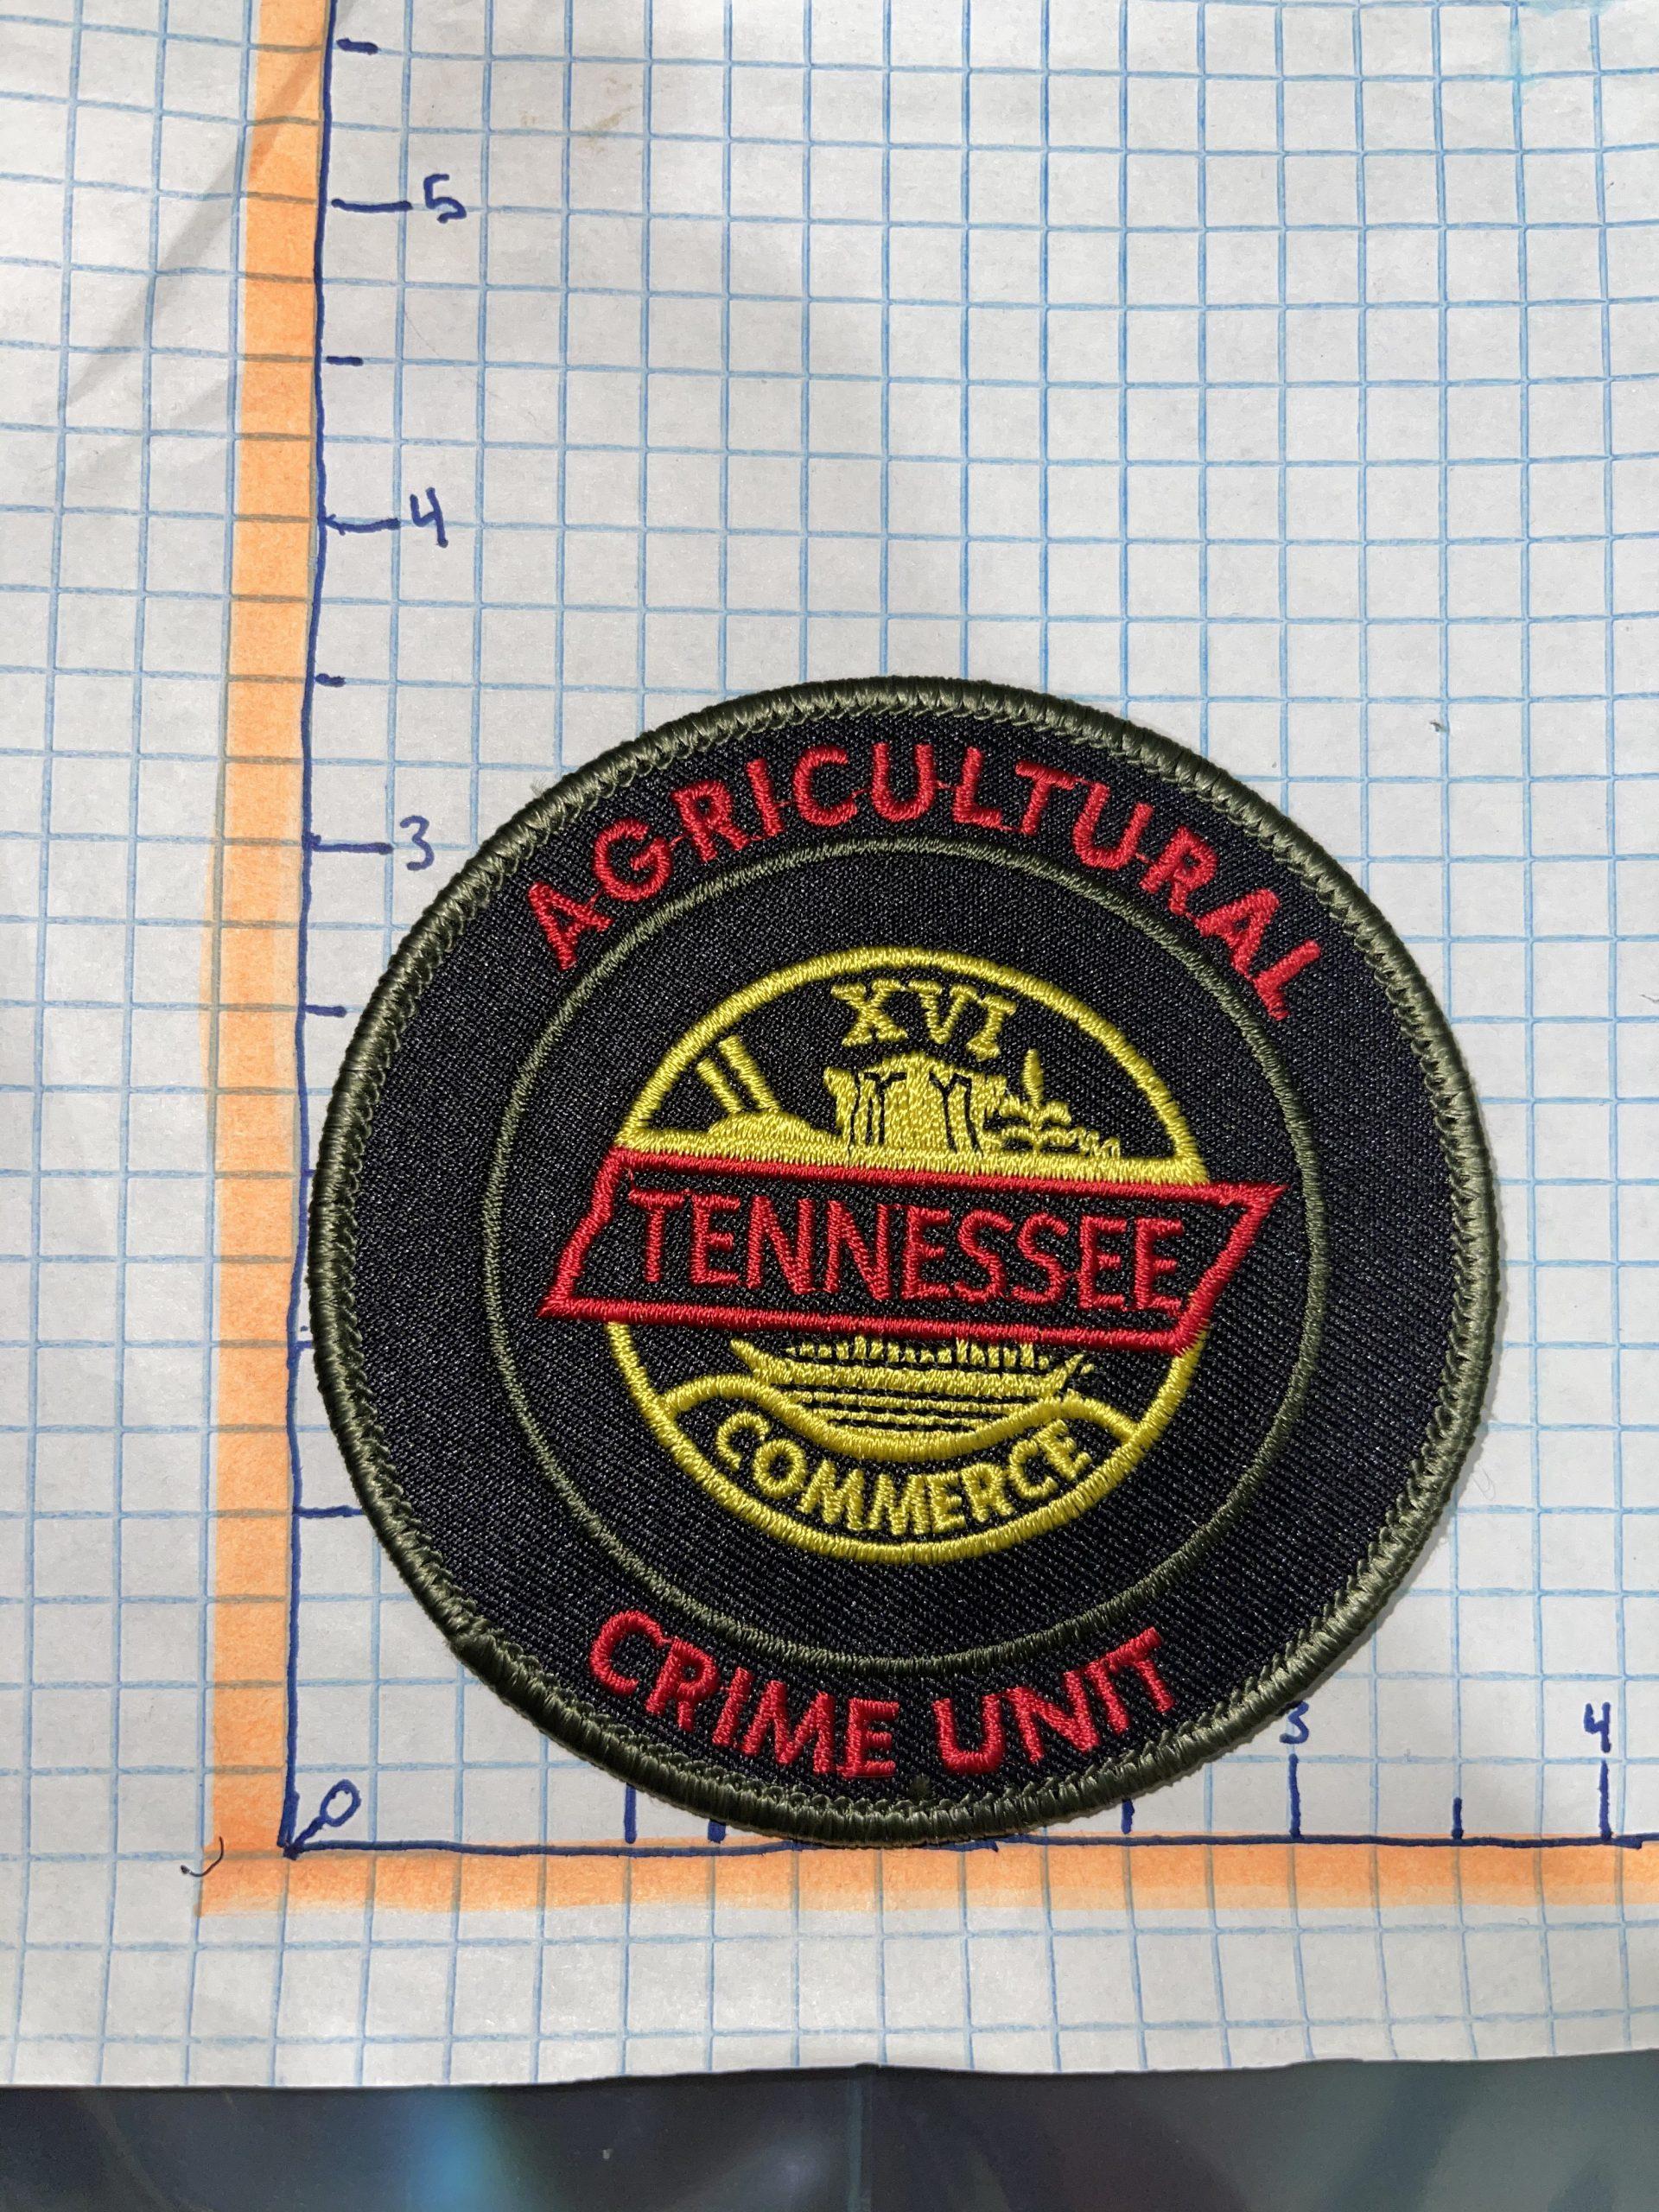 5
4
3
AGRICULTURAL
XVI
TENNESSEE
COMMERCE
CRIME UNIT
3
4
0